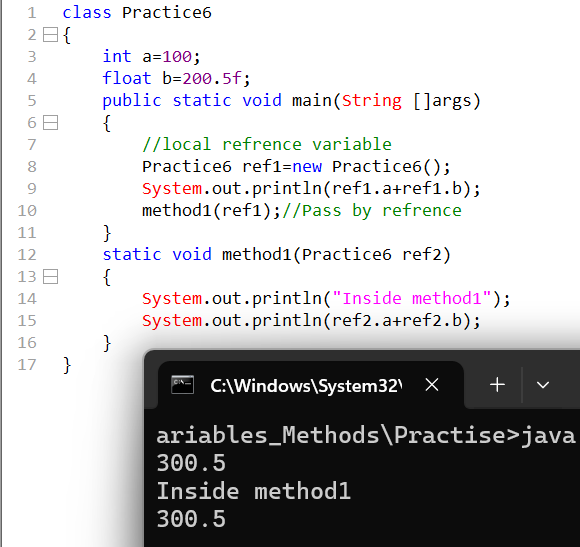 1 class Practice6
2 {
3 int a=100;
4 float b=200.5f;
5 public static void main(String []args)
6 {
7 //local refrence variable
8 Practice6 ref1=new Practice6();
9 System.out.println(ref1.a+ref1.b);
10 method1(ref1);//Pass by refrence
11 }
12 static void method1(Practice6 ref2)
13 {
14 System.out.println("Inside method1");
15 System.out.println(ref2.a+ref2.b);
16 }
17 }
C:\Windows\System32\
ariables_Methods\Practise>java
300.5
Inside method1
300.5